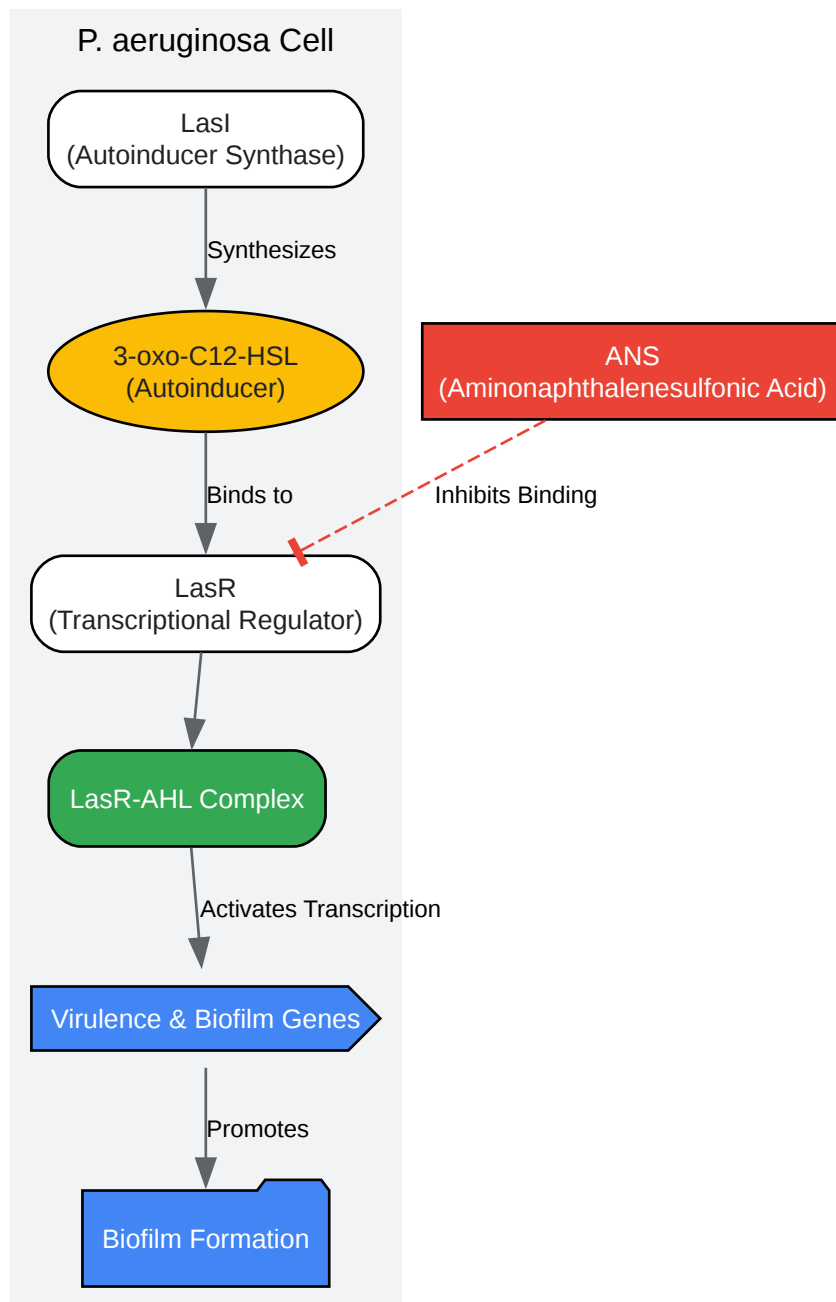 P. aeruginosa Cell
LasI
(Autoinducer Synthase)
Synthesizes
3-oxo-C12-HSL
(Autoinducer)
ANS
(Aminonaphthalenesulfonic Acid)
Binds to
Inhibits Binding
LasR
(Transcriptional Regulator)
LasR-AHL Complex
Activates Transcription
Virulence & Biofilm Genes
Promotes
Biofilm Formation